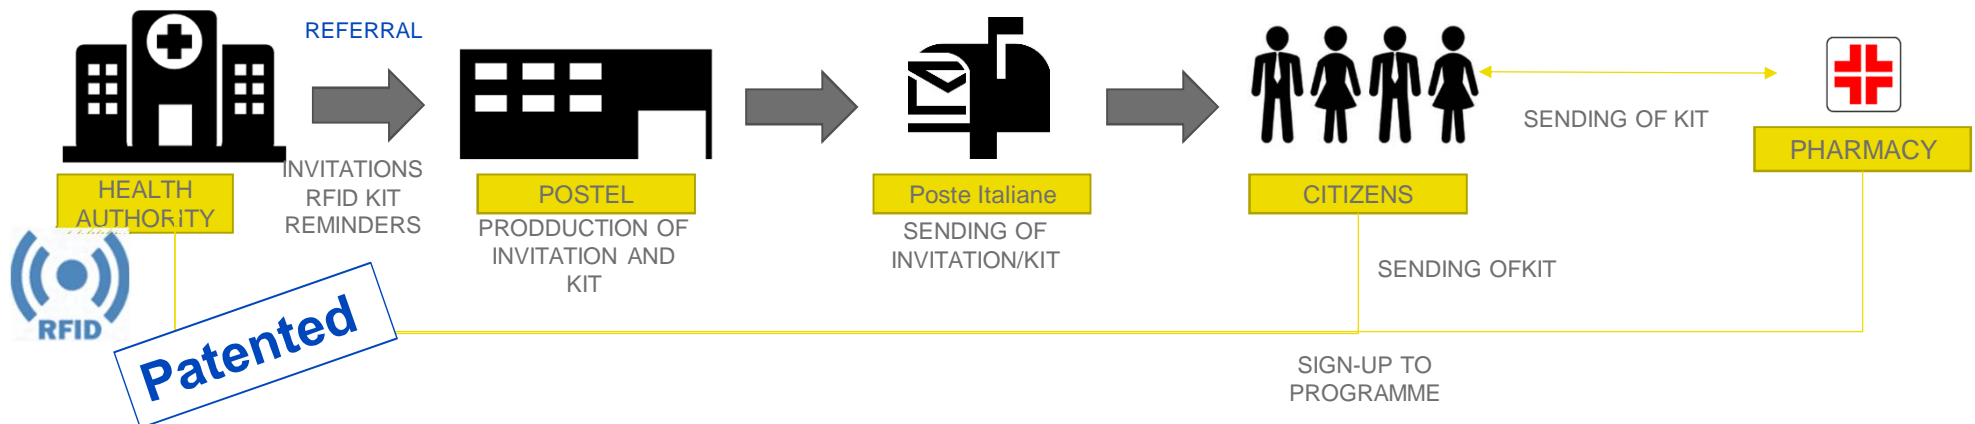 REFERRAL
INVITATIONS
RFID KIT
REMINDERS
HEALTH
AUTHORITY
POSTEL
PRODDUCTION OF
INVITATION AND
KIT
Poste Italiane
SENDING OF
INVITATION/KIT
CITIZENS
SENDING OF KIT
PHARMACY
SENDING OFKIT
RFID
Patented
SIGN-UP TO
PROGRAMME